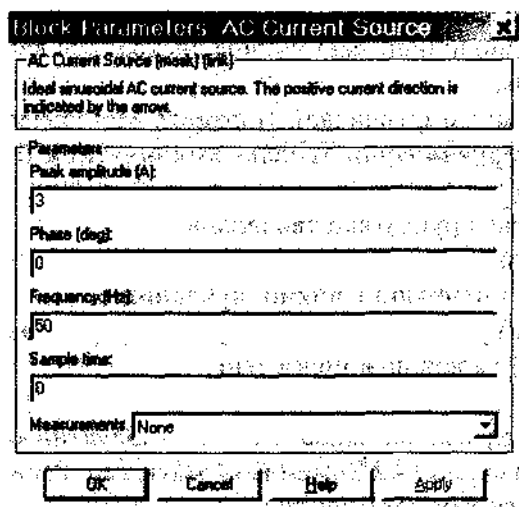 Block Parameters: AC Current Source
AC Current Source (mask) (link)
Ideal sinusoidal AC current source. The positive current direction is
indicated by the arrow.
Parameters
Peak amplitude (A):
3
Phase (deg):
0
Frequency (Hz):
50
Sample time:
0
Measurements None
OK Cancel Help Apply